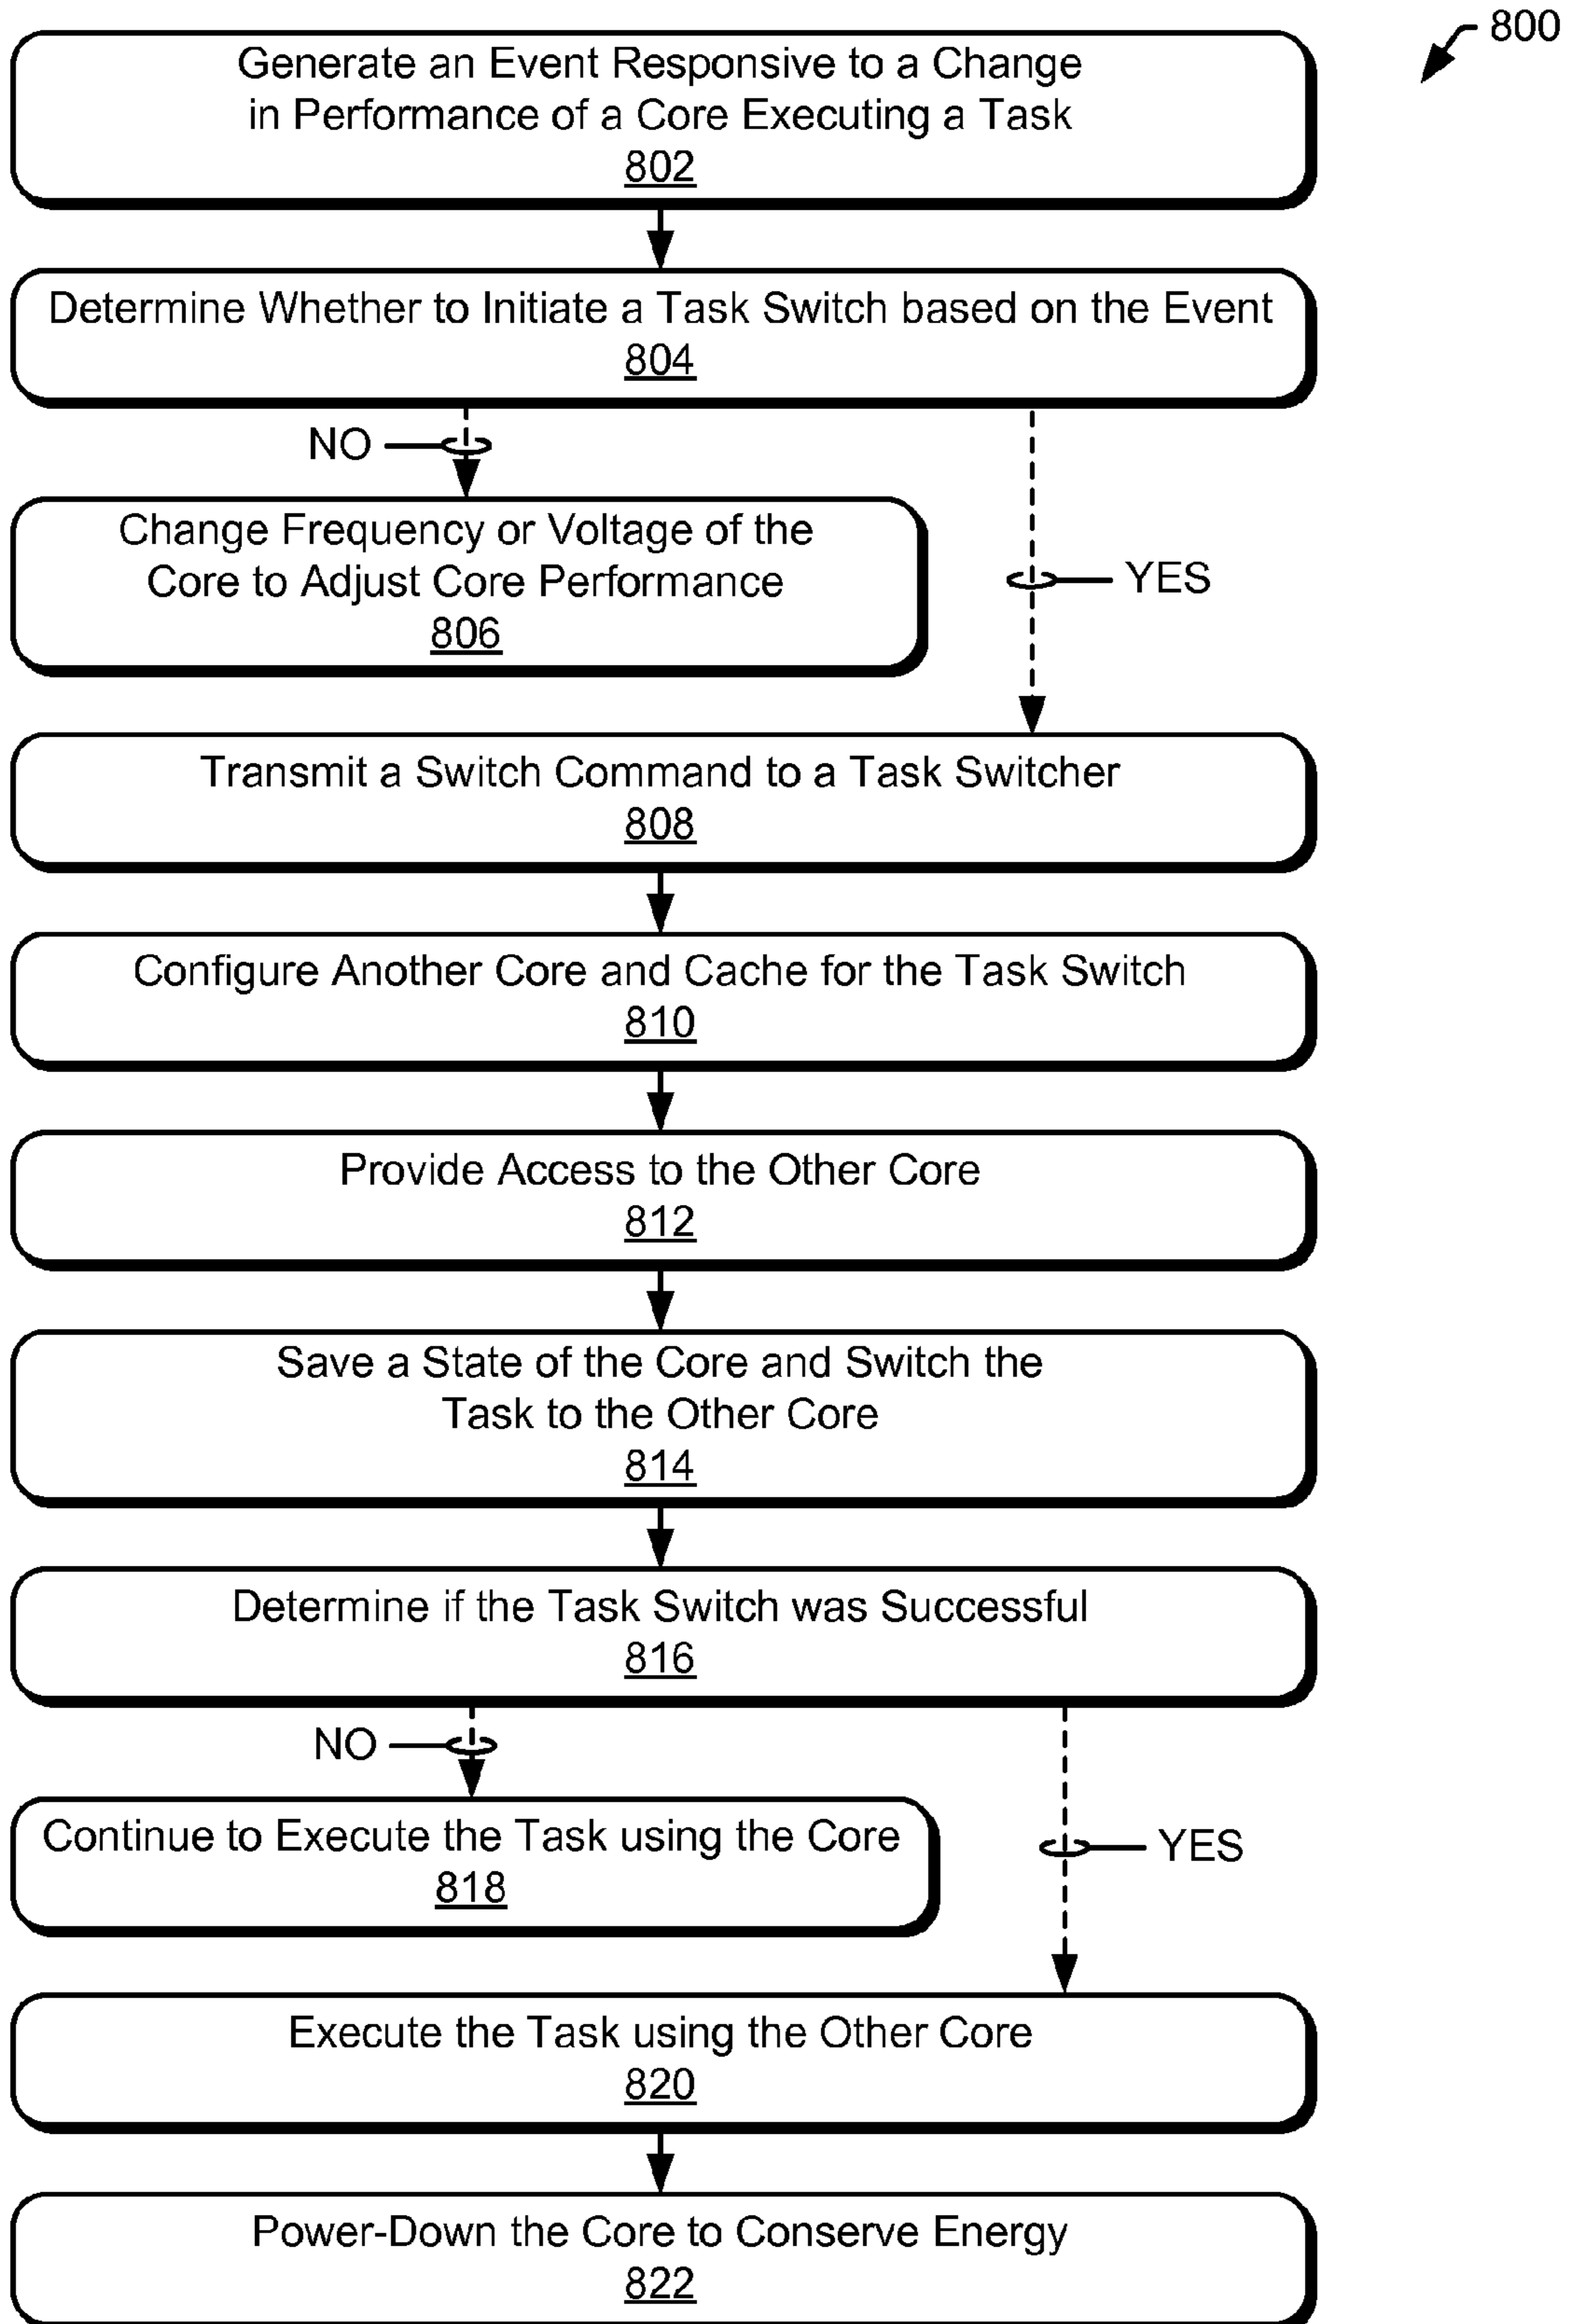 800
Generate an Event Responsive to a Change
in Performance of a Core Executing a Task
802
Determine Whether to Initiate a Task Switch based on the Event
804
NO
Change Frequency or Voltage of the
Core to Adjust Core Performance
806
YES
Transmit a Switch Command to a Task Switcher
808
Configure Another Core and Cache for the Task Switch
810
Provide Access to the Other Core
812
Save a State of the Core and Switch the
Task to the Other Core
814
Determine if the Task Switch was Successful
816
NO
Continue to Execute the Task using the Core
818
YES
Execute the Task using the Other Core
820
Power-Down the Core to Conserve Energy
822